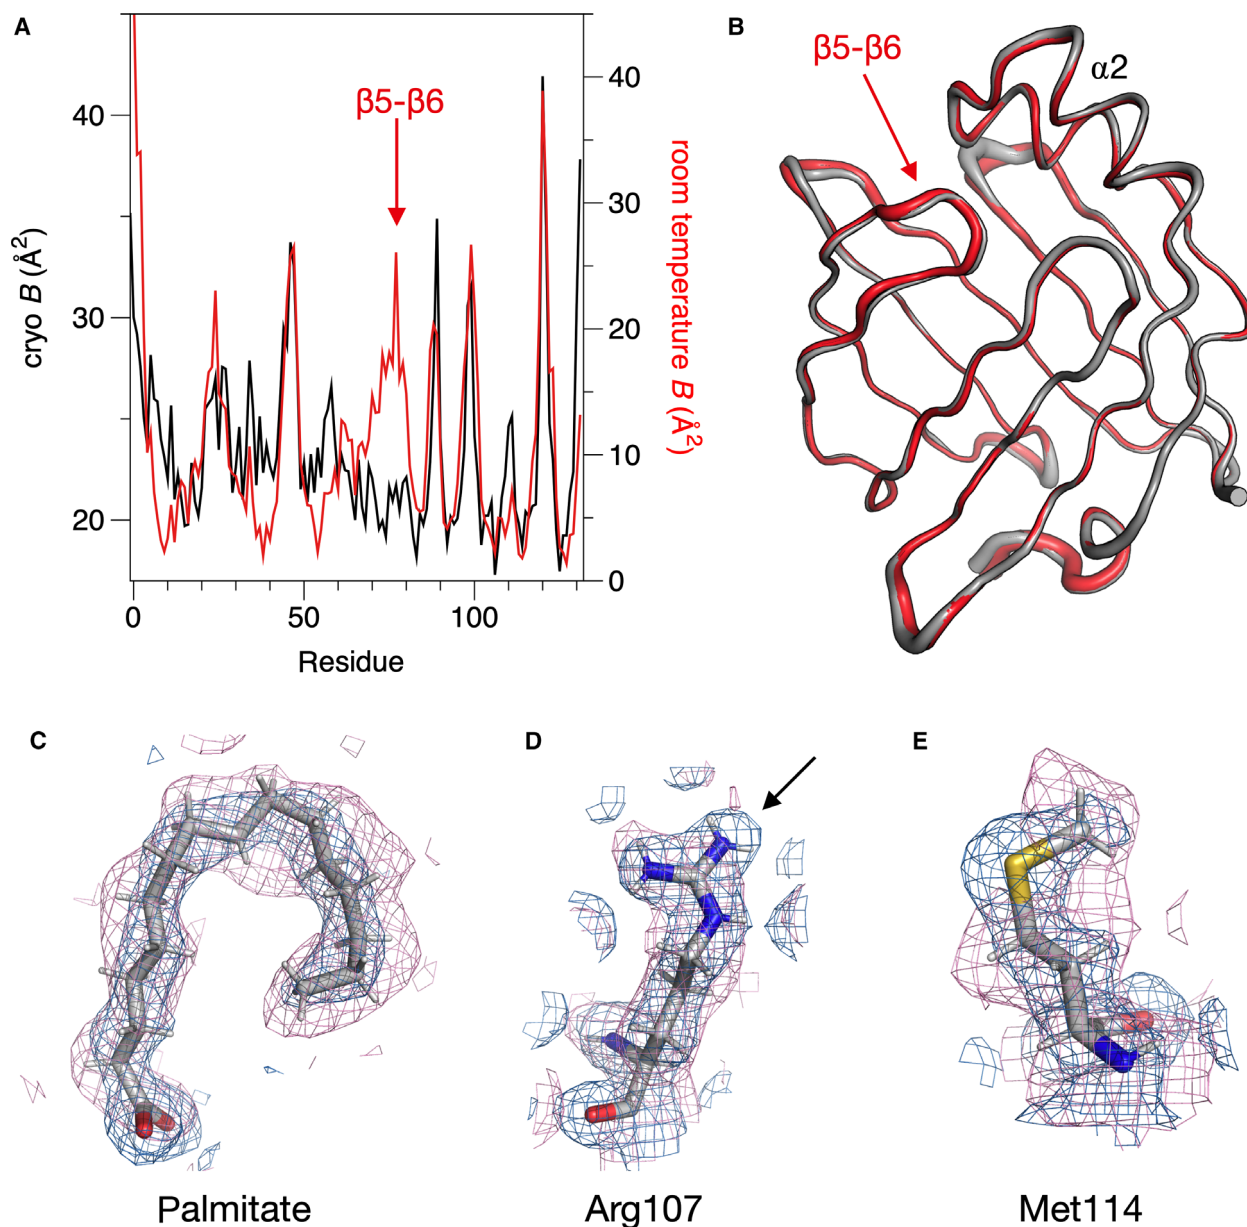 A
β5-β6
cryo B (Å²)
40
30
20
room temperature B (Å²)
40
30
20
10
0
0
50
100
Residue
B
β5-β6
α2
C
D
E
Palmitate
Arg107
Met114